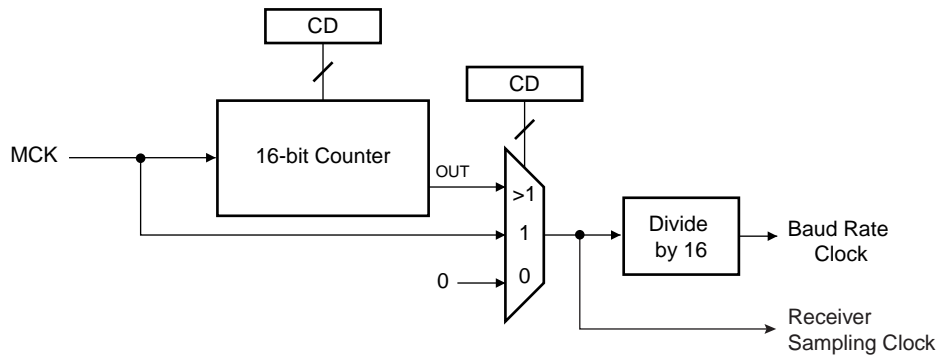 CD
CD
MCK
16-bit Counter
OUT
>1
1
0
0
Divide
by 16
Baud Rate
Clock
Receiver
Sampling Clock